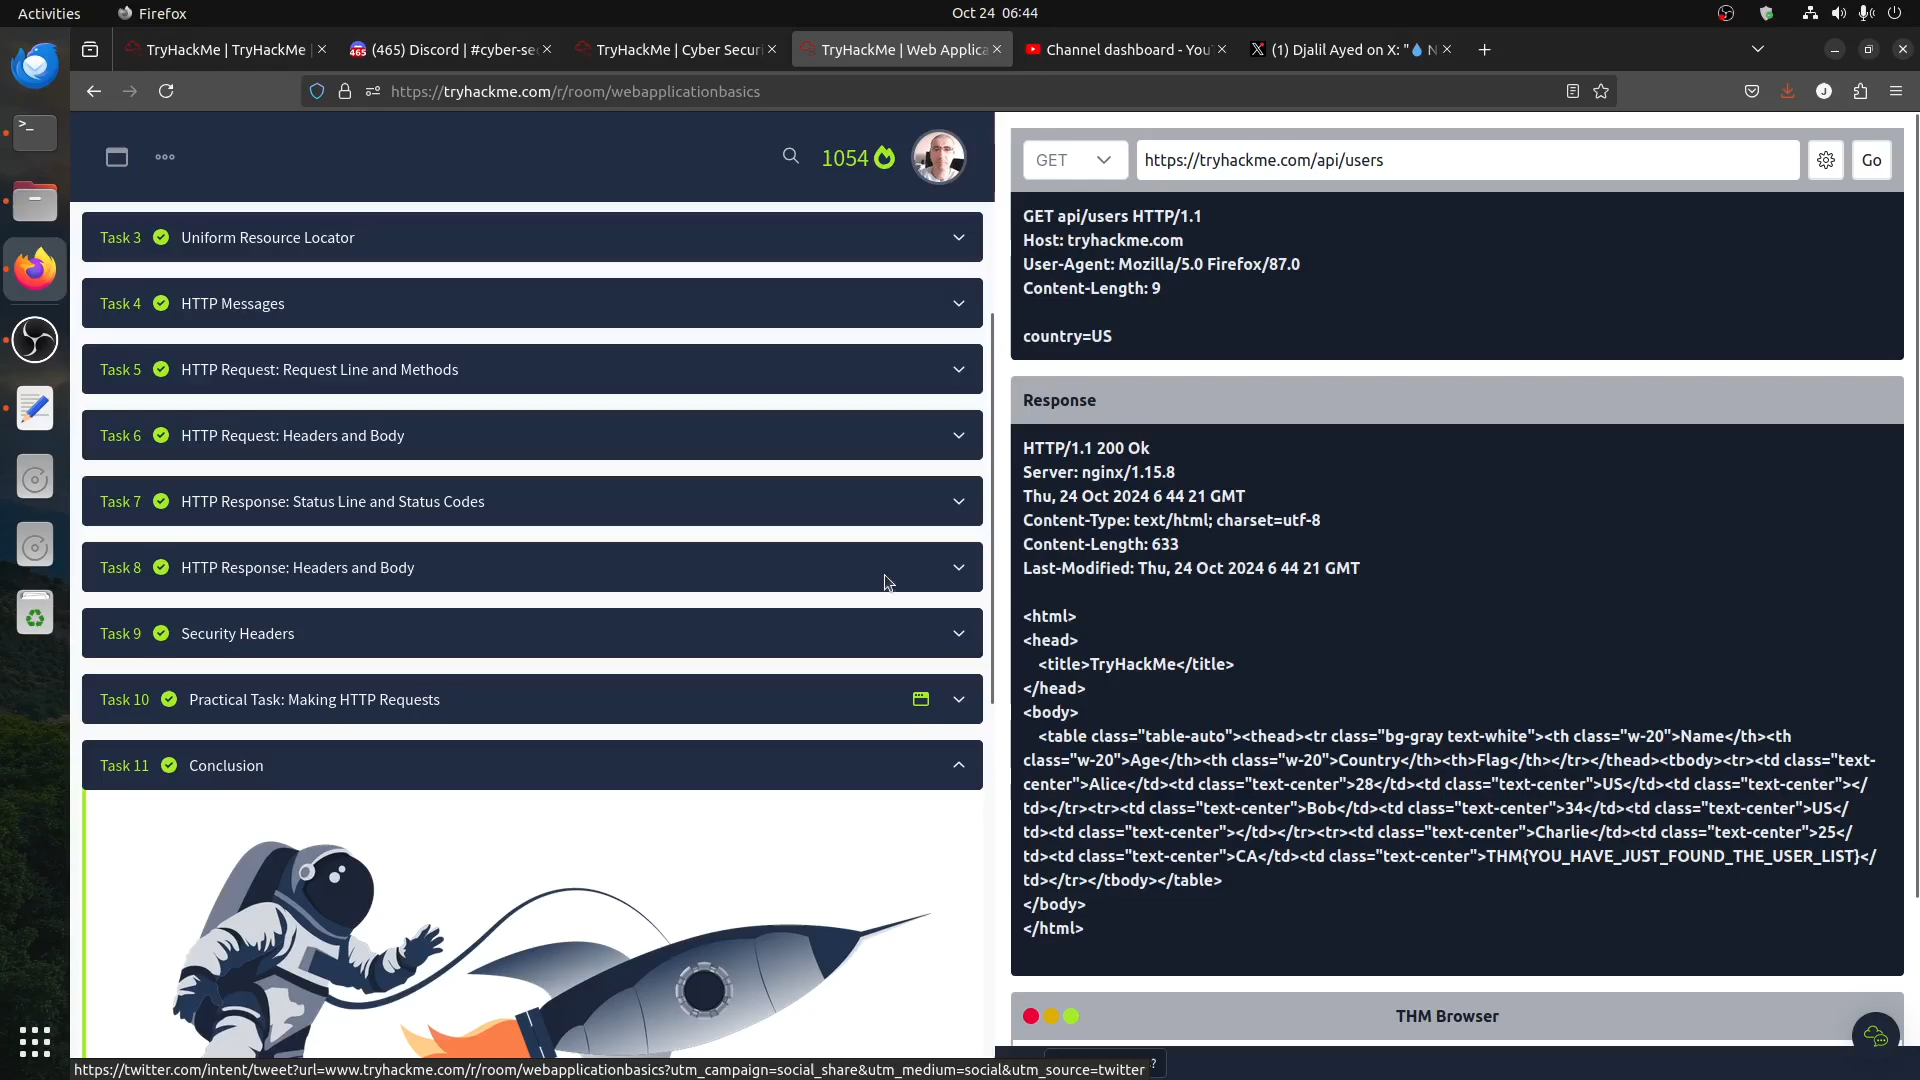 Activities
Firefox
Oct 24 06:44
TryHackMe | TryHackMe
(465) Discord | #cyber-se
TryHackMe | Cyber Securi
TryHackMe | Web Applica
Channel dashboard - You
(1) Djalil Ayed on X: "💧 N
https://tryhackme.com/r/room/webapplicationbasics
1054
Task 3 Uniform Resource Locator
Task 4 HTTP Messages
Task 5 HTTP Request: Request Line and Methods
Task 6 HTTP Request: Headers and Body
Task 7 HTTP Response: Status Line and Status Codes
Task 8 HTTP Response: Headers and Body
Task 9 Security Headers
Task 10 Practical Task: Making HTTP Requests
Task 11 Conclusion
GET
https://tryhackme.com/api/users
Go
GET api/users HTTP/1.1
Host: tryhackme.com
User-Agent: Mozilla/5.0 Firefox/87.0
Content-Length: 9
country=US
Response
HTTP/1.1 200 Ok
Server: nginx/1.15.8
Thu, 24 Oct 2024 6 44 21 GMT
Content-Type: text/html; charset=utf-8
Content-Length: 633
Last-Modified: Thu, 24 Oct 2024 6 44 21 GMT
<html>
<head>
<title>TryHackMe</title>
</head>
<body>
<table class="table-auto"><thead><tr class="bg-gray text-white"><th class="w-20">Name</th><th
class="w-20">Age</th><th class="w-20">Country</th><th>Flag</th></tr></thead><tbody><tr><td class="text-
center">Alice</td><td class="text-center">28</td><td class="text-center">US</td><td class="text-center"></
td></tr><tr><td class="text-center">Bob</td><td class="text-center">34</td><td class="text-center">US</
td><td class="text-center"></td></tr><tr><td class="text-center">Charlie</td><td class="text-center">25</
td><td class="text-center">CA</td><td class="text-center">THM{YOU_HAVE_JUST_FOUND_THE_USER_LIST}</
td></tr></tbody></table>
</body>
</html>
THM Browser
https://twitter.com/intent/tweet?url=www.tryhackme.com/r/room/webapplicationbasics?utm_campaign=social_share&utm_medium=social&utm_source=twitter
?